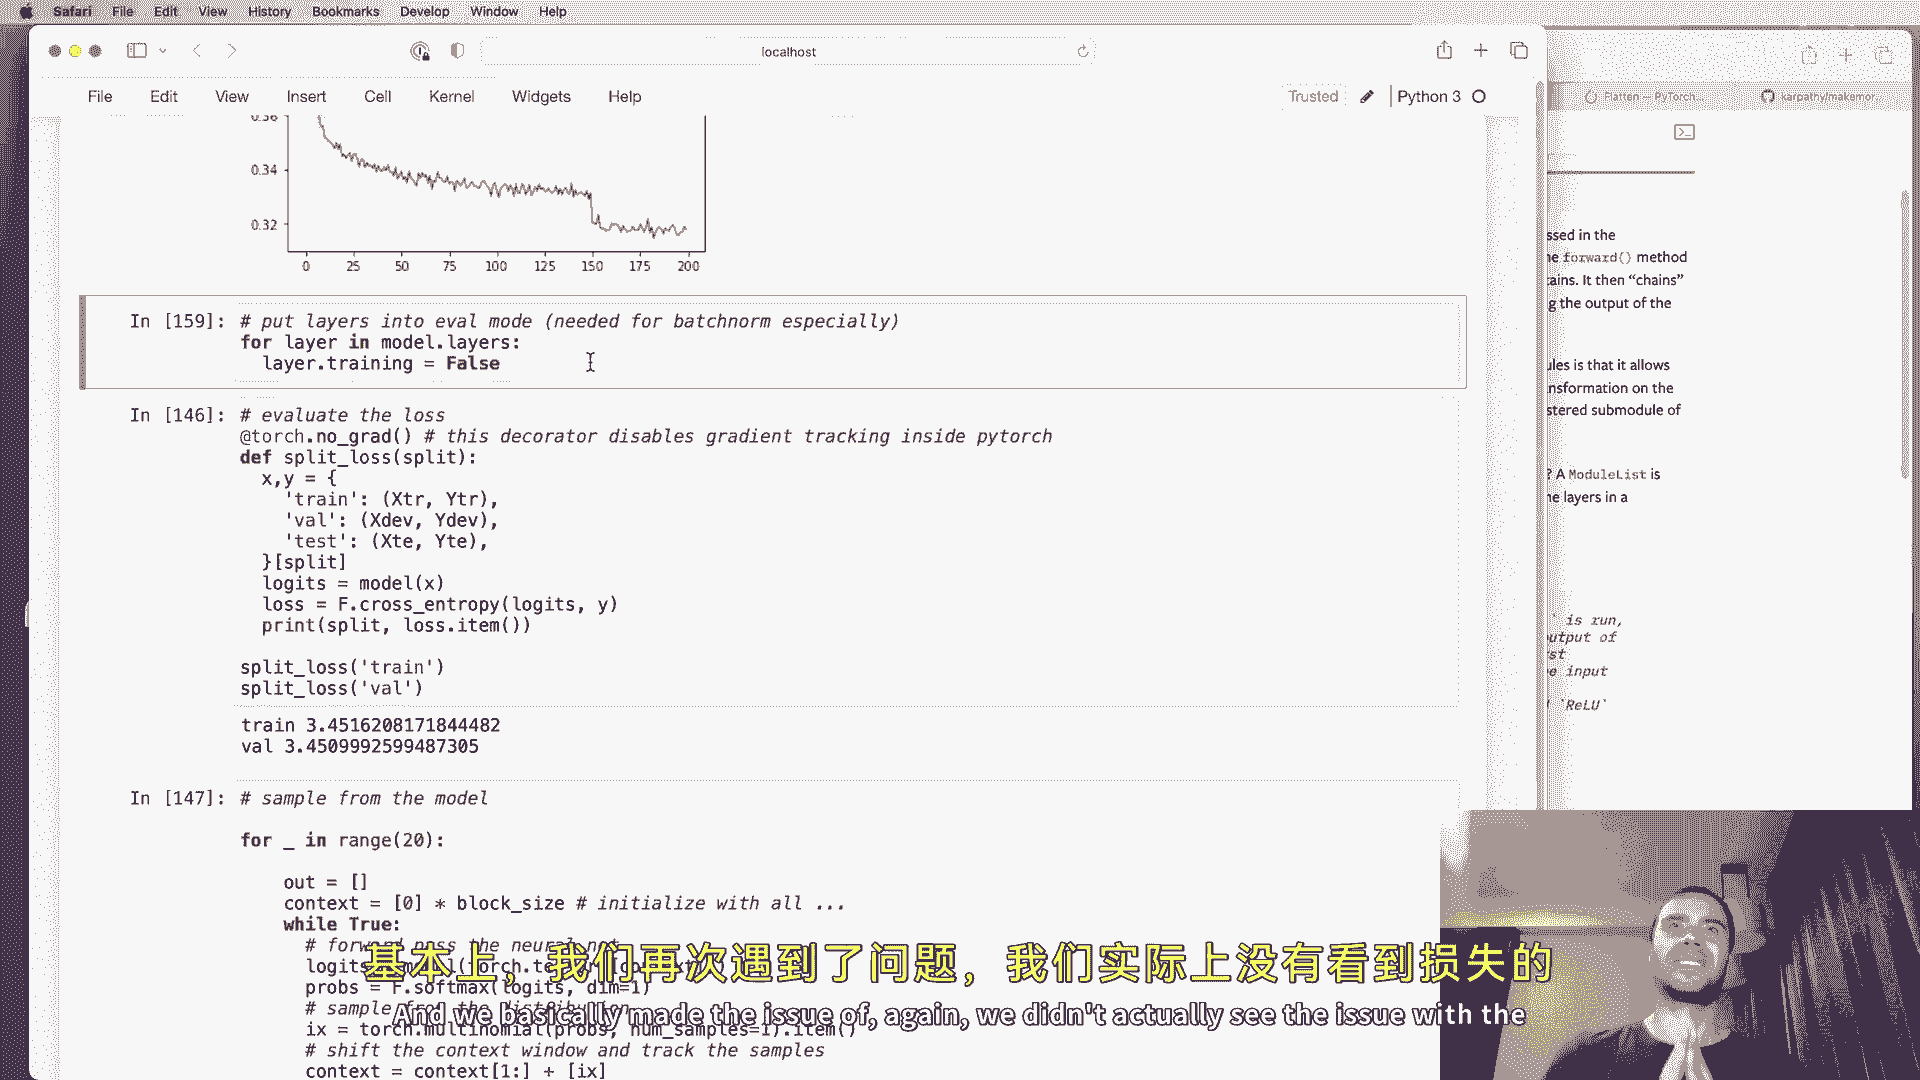 Safari File Edit View History Bookmarks Develop Window Help
localhost
File Edit View Insert Cell Kernel Widgets Help
Trusted Python 3
Flatten — PyTorch...
karpathy/makemor...
0.36
0.34
0.32
0 25 50 75 100 125 150 175 200
In [159]: # put layers into eval mode (needed for batchnorm especially)
for layer in model.layers:
layer.training = False
In [146]: # evaluate the loss
@torch.no_grad() # this decorator disables gradient tracking inside pytorch
def split_loss(split):
x,y = {
'train': (Xtr, Ytr),
'val': (Xdev, Ydev),
'test': (Xte, Yte),
}[split]
logits = model(x)
loss = F.cross_entropy(logits, y)
print(split, loss.item())
split_loss('train')
split_loss('val')
train 3.4516208171844482
val 3.4509992599487305
In [147]: # sample from the model
for _ in range(20):
out = []
context = [0] * block_size # initialize with all ...
while True:
# forward pass the neural net
probs = F.softmax(logits, dim=1)
# sample from the distribution
ix = torch.multinomial(probs, num_samples=1).item()
# shift the context window and track the samples
context = context[1:] + [ix]
ssed in the
forward() method
ains. It then “chains”
g the output of the
ules is that it allows
nsformation on the
stered submodule of
? A ModuleList is
e layers in a
is run,
utput of
st
e input
`ReLU`
基本上，我们再次遇到了问题，我们实际上没有看到损失的
And we basically made the issue of, again, we didn't actually see the issue with the